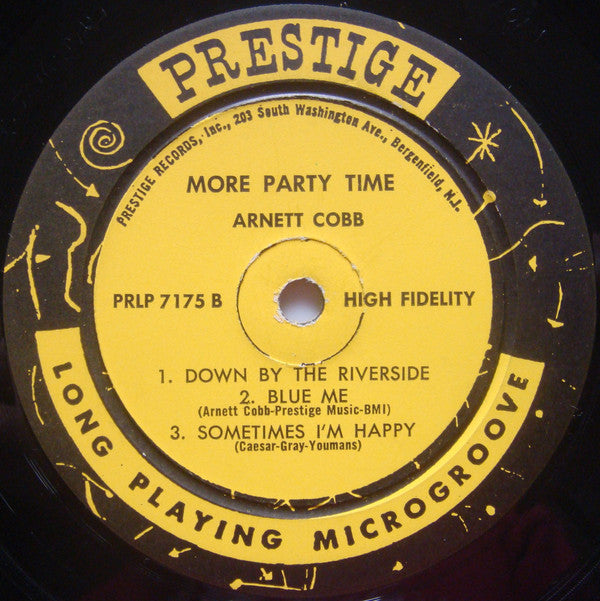 PRESTIGE
PRESTIGE RECORDS, Inc., 203 South Washington Ave., Bergenfield, N.J.
MORE PARTY TIME
ARNETT COBB
PRLP 7175 B
HIGH FIDELITY
1. DOWN BY THE RIVERSIDE
2. BLUE ME
(Arnett Cobb-Prestige Music-BMI)
3. SOMETIMES I'M HAPPY
(Caesar-Gray-Youmans)
LONG PLAYING MICROGROOVE